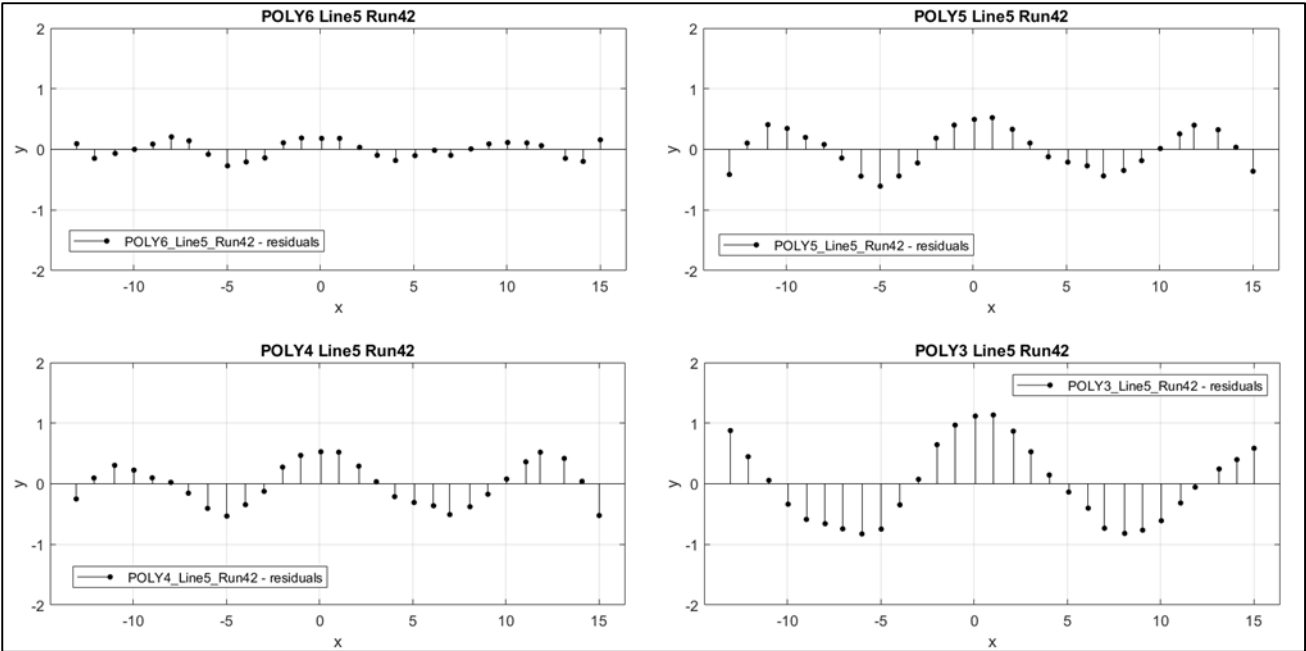 POLY6 Line5 Run42
2
1
0
-1
-2
y
POLY6_Line5_Run42 - residuals
-10 -5 0 5 10 15
x
POLY5 Line5 Run42
2
1
0
-1
-2
y
POLY5_Line5_Run42 - residuals
-10 -5 0 5 10 15
x
POLY4 Line5 Run42
2
1
0
-1
-2
y
POLY4_Line5_Run42 - residuals
-10 -5 0 5 10 15
x
POLY3 Line5 Run42
POLY3_Line5_Run42 - residuals
2
1
0
-1
-2
y
-10 -5 0 5 10 15
x